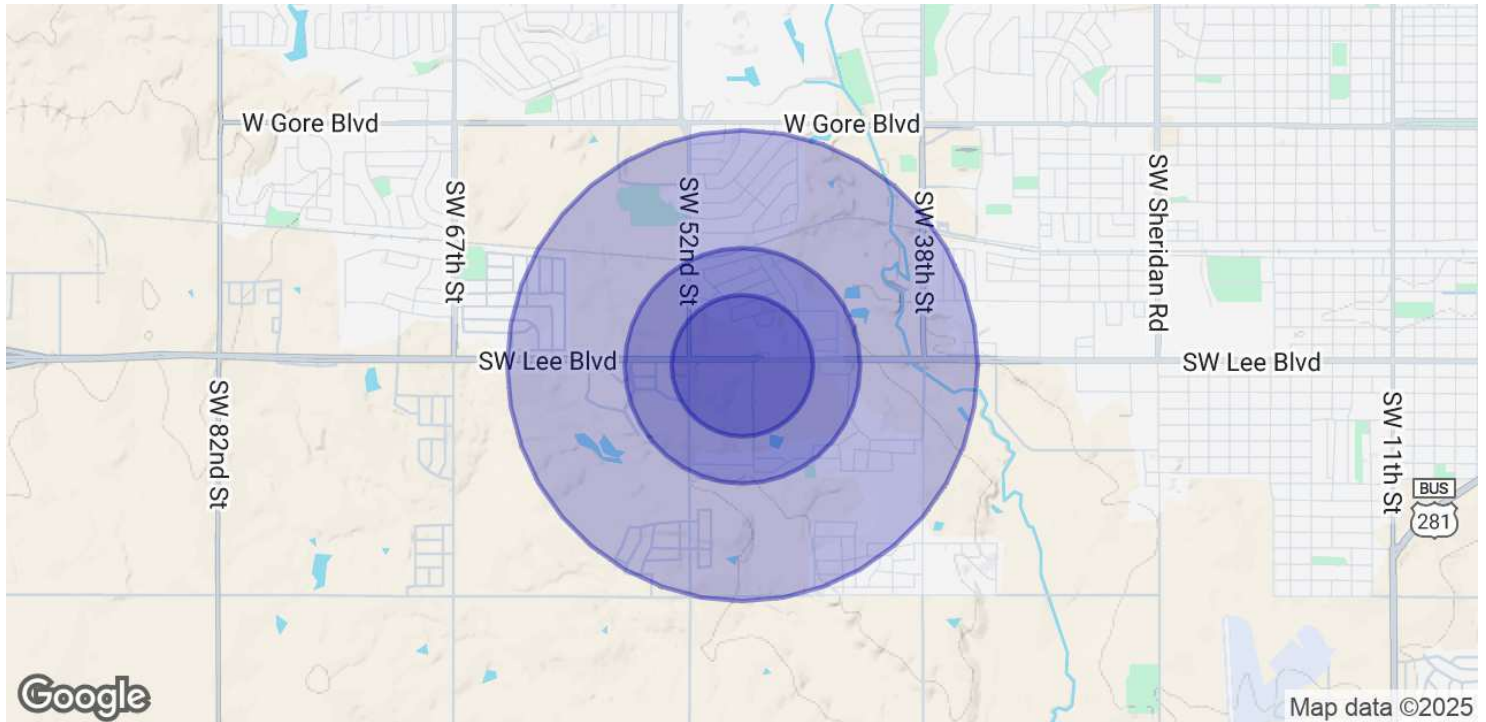 W Gore Blvd
W Gore Blvd
SW Sheridan Rd
SW 67th St
SW 52nd St
SW 38th St
SW Lee Blvd
SW Lee Blvd
SW 82nd St
SW 11th St
BUS
281
Google
Map data ©2025